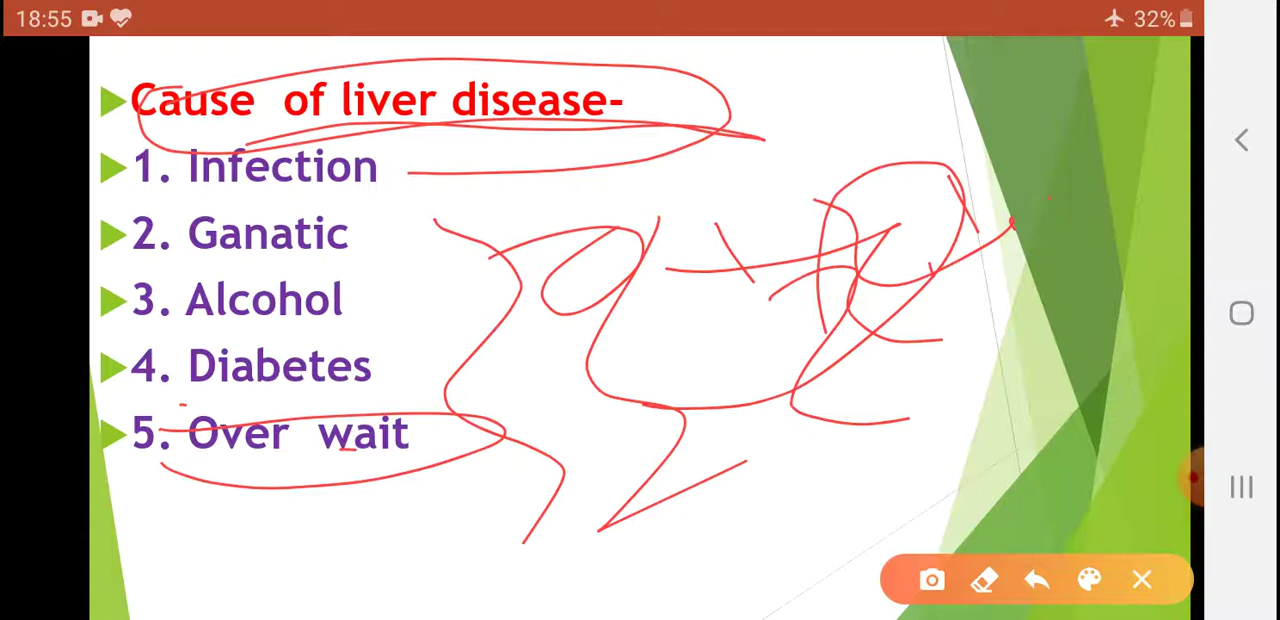 18:55 32%
Cause of liver disease-
1. Infection
2. Ganatic
3. Alcohol
4. Diabetes
5. Over wait